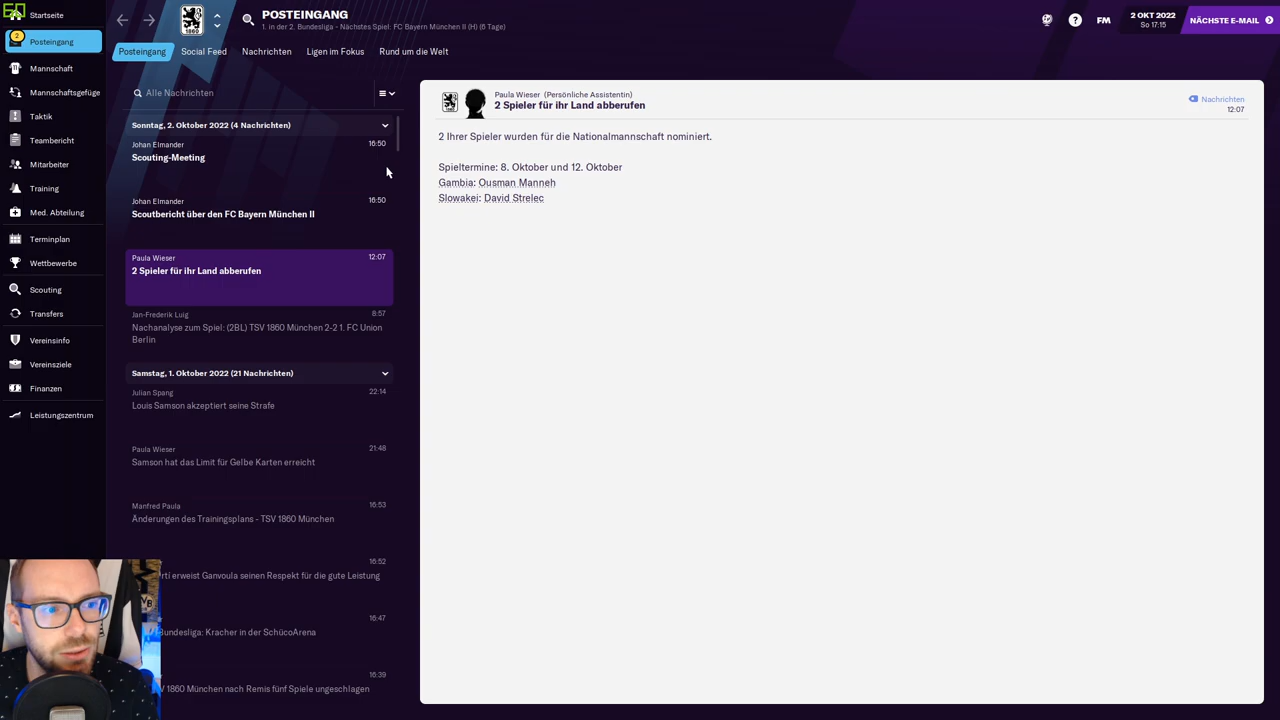 60
Startseite
2
Posteingang
Mannschaft
Mannschaftsgefüge
Taktik
Teambericht
Mitarbeiter
Training
Med. Abteilung
Terminplan
Wettbewerbe
Scouting
Transfers
Vereinsinfo
Vereinsziele
Finanzen
Leistungszentrum
1860
POSTEINGANG
1. in der 2. Bundesliga - Nächstes Spiel: FC Bayern München II (H) (6 Tage)
?
FM
2 OKT 2022
So 17:15
NÄCHSTE E-MAIL
Posteingang
Social Feed
Nachrichten
Ligen im Fokus
Rund um die Welt
Alle Nachrichten
Sonntag, 2. Oktober 2022 (4 Nachrichten)
Johan Elmander 16:50
Scouting-Meeting
Johan Elmander 16:50
Scoutbericht über den FC Bayern München II
Paula Wieser 12:07
2 Spieler für ihr Land abberufen
Jan-Frederik Luig 8:57
Nachanalyse zum Spiel: (2BL) TSV 1860 München 2-2 1. FC Union
Berlin
Samstag, 1. Oktober 2022 (21 Nachrichten)
Julian Spang 22:14
Louis Samson akzeptiert seine Strafe
Paula Wieser 21:48
Samson hat das Limit für Gelbe Karten erreicht
Manfred Paula 16:53
Änderungen des Trainingsplans - TSV 1860 München
16:52
erweist Ganvoula seinen Respekt für die gute Leistung
16:47
undesliga: Kracher in der SchücoArena
16:39
1860 München nach Remis fünf Spiele ungeschlagen
Paula Wieser (Persönliche Assistentin)
2 Spieler für ihr Land abberufen
Nachrichten
12:07
2 Ihrer Spieler wurden für die Nationalmannschaft nominiert.
Spieltermine: 8. Oktober und 12. Oktober
Gambia: Ousman Manneh
Slowakei: David Strelec